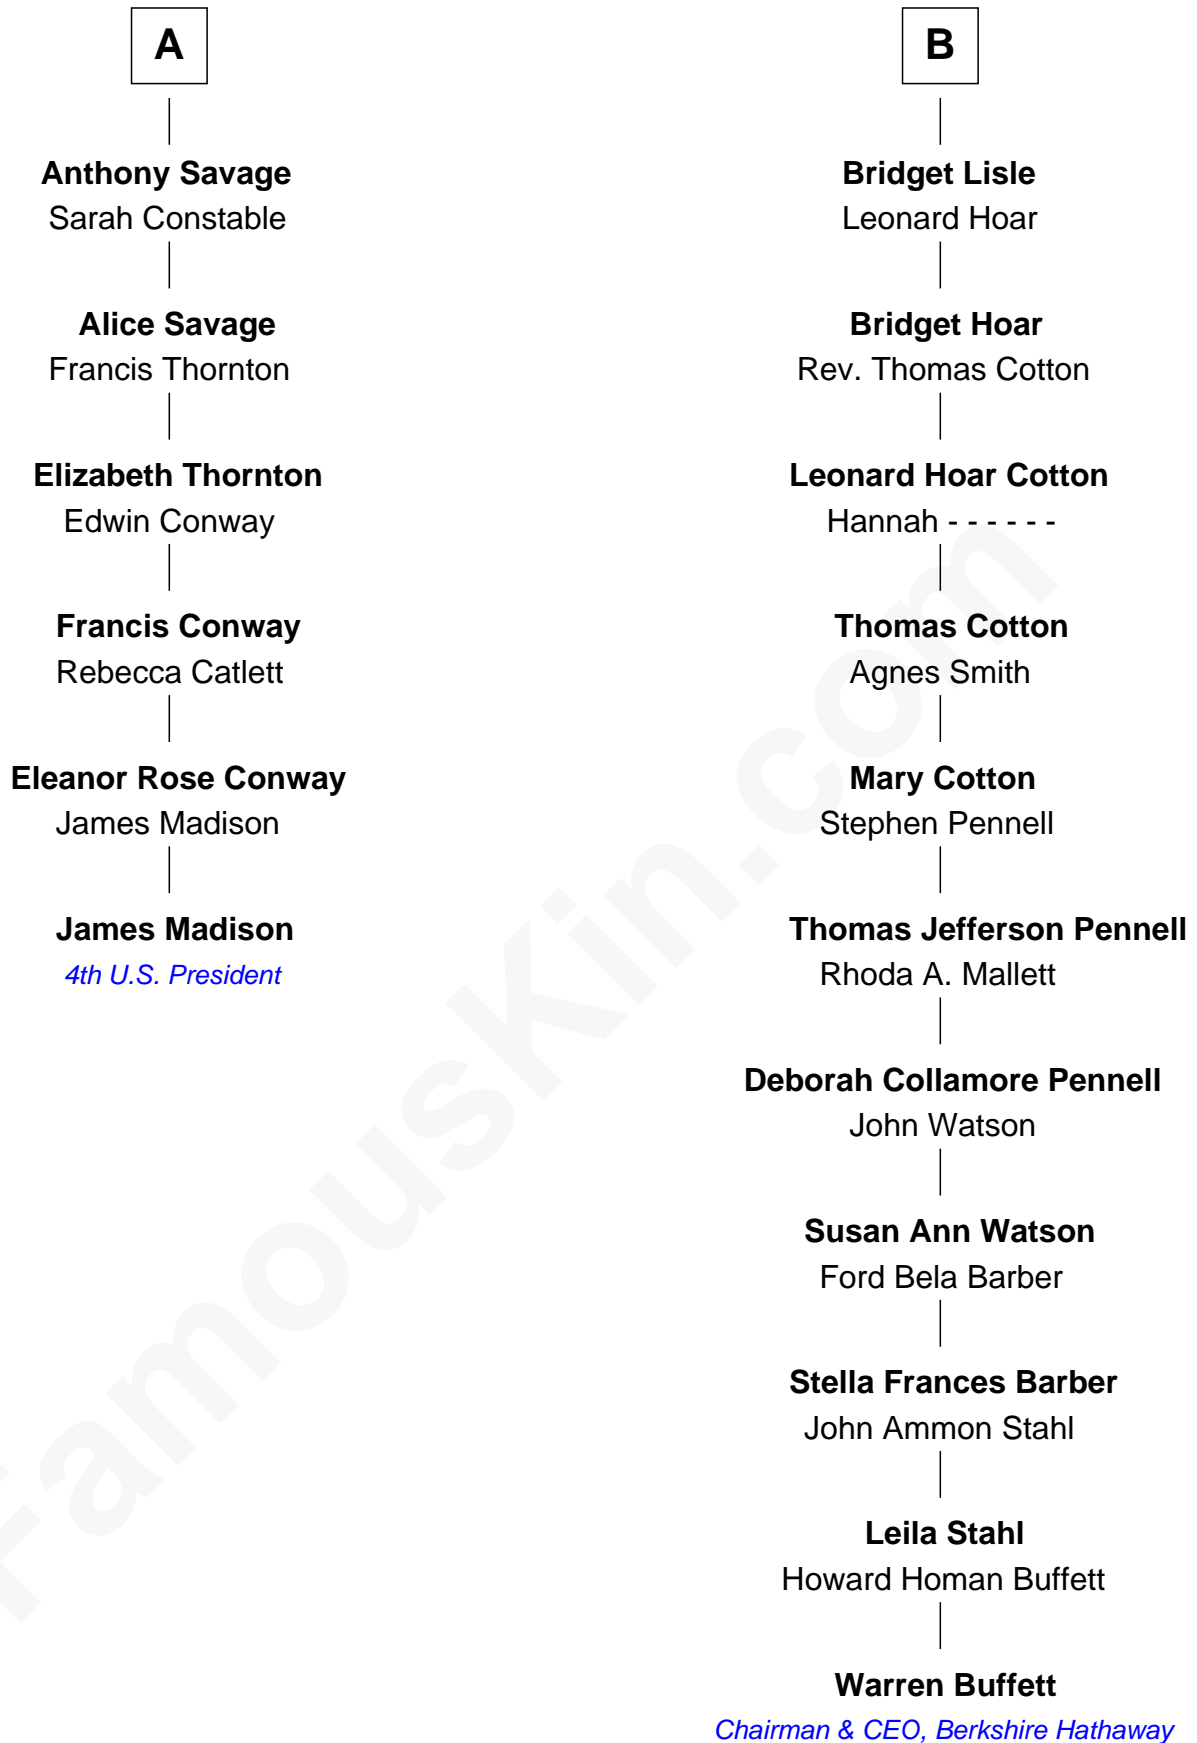 A
Anthony Savage
Sarah Constable
Alice Savage
Francis Thornton
Elizabeth Thornton
Edwin Conway
Francis Conway
Rebecca Catlett
Eleanor Rose Conway
James Madison
James Madison
4th U.S. President
B
Bridget Lisle
Leonard Hoar
Bridget Hoar
Rev. Thomas Cotton
Leonard Hoar Cotton
Hannah - - - - - -
Thomas Cotton
Agnes Smith
Mary Cotton
Stephen Pennell
Thomas Jefferson Pennell
Rhoda A. Mallett
Deborah Collamore Pennell
John Watson
Susan Ann Watson
Ford Bela Barber
Stella Frances Barber
John Ammon Stahl
Leila Stahl
Howard Homan Buffett
Warren Buffett
Chairman & CEO, Berkshire Hathaway
FamousKin.com